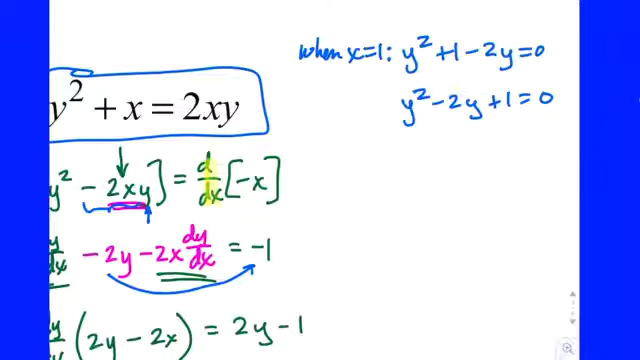 when x=1: y² + 1 - 2y = 0
y² - 2y + 1 = 0
y² + x = 2xy
y² - 2xy] = d/dx [-x]
y/dx - 2y - 2x dy/dx = -1
(2y - 2x) = 2y - 1